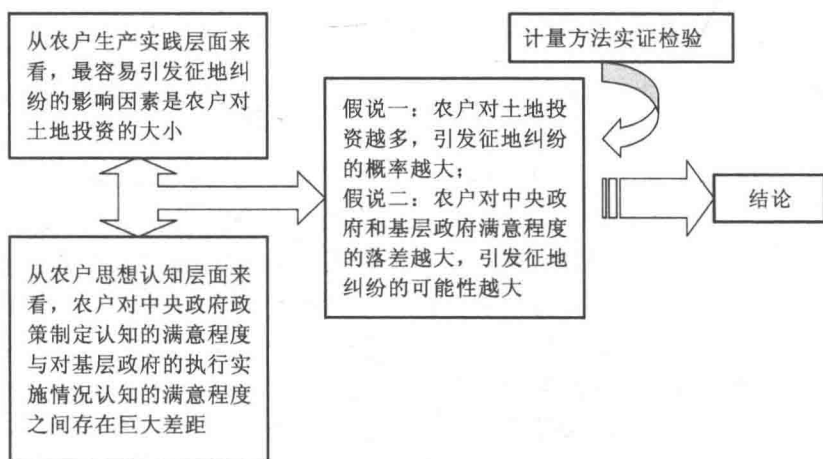 从农户生产实践层面来
看，最容易引发征地纠
纷的影响因素是农户对
土地投资的大小
从农户思想认知层面来
看，农户对中央政府政
策制定认知的满意程度
与对基层政府的执行实
施情况认知的满意程度
之间存在巨大差距
假说一：农户对土地投
资越多，引发征地纠纷
的概率越大；
假说二：农户对中央政
府和基层政府满意程度
的落差越大，引发征地
纠纷的可能性越大
计量方法实证检验
结论